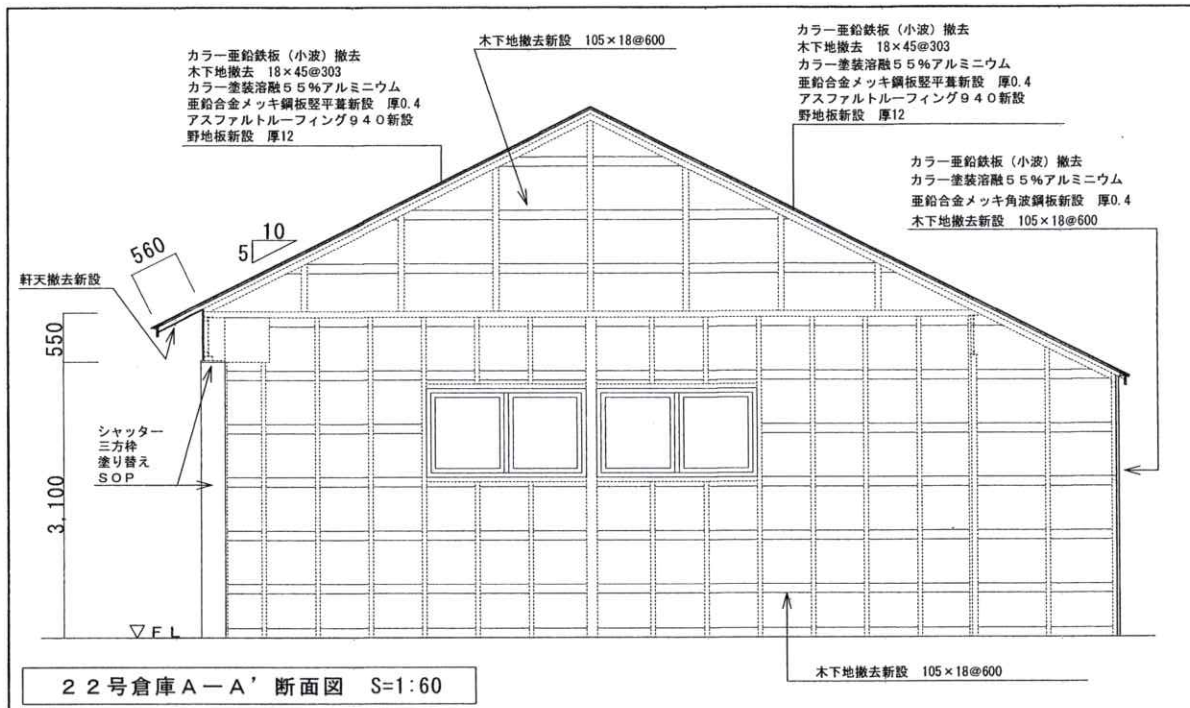 カラー亜鉛鉄板（小波）撤去
木下地撤去　18×45@303
カラー塗装溶融５５％アルミニウム
亜鉛合金メッキ鋼板竪平葺新設　厚0.4
アスファルトルーフィング９４０新設
野地板新設　厚12
木下地撤去新設　105×18@600
カラー亜鉛鉄板（小波）撤去
木下地撤去　18×45@303
カラー塗装溶融５５％アルミニウム
亜鉛合金メッキ鋼板竪平葺新設　厚0.4
アスファルトルーフィング９４０新設
野地板新設　厚12
カラー亜鉛鉄板（小波）撤去
カラー塗装溶融５５％アルミニウム
亜鉛合金メッキ角波鋼板新設　厚0.4
木下地撤去新設　105×18@600
10
5
560
軒天撤去新設
550
シャッター
三方枠
塗り替え
ＳＯＰ
3,100
▽ＦＬ
木下地撤去新設　105×18@600
２２号倉庫Ａ－Ａ’断面図　S=1:60